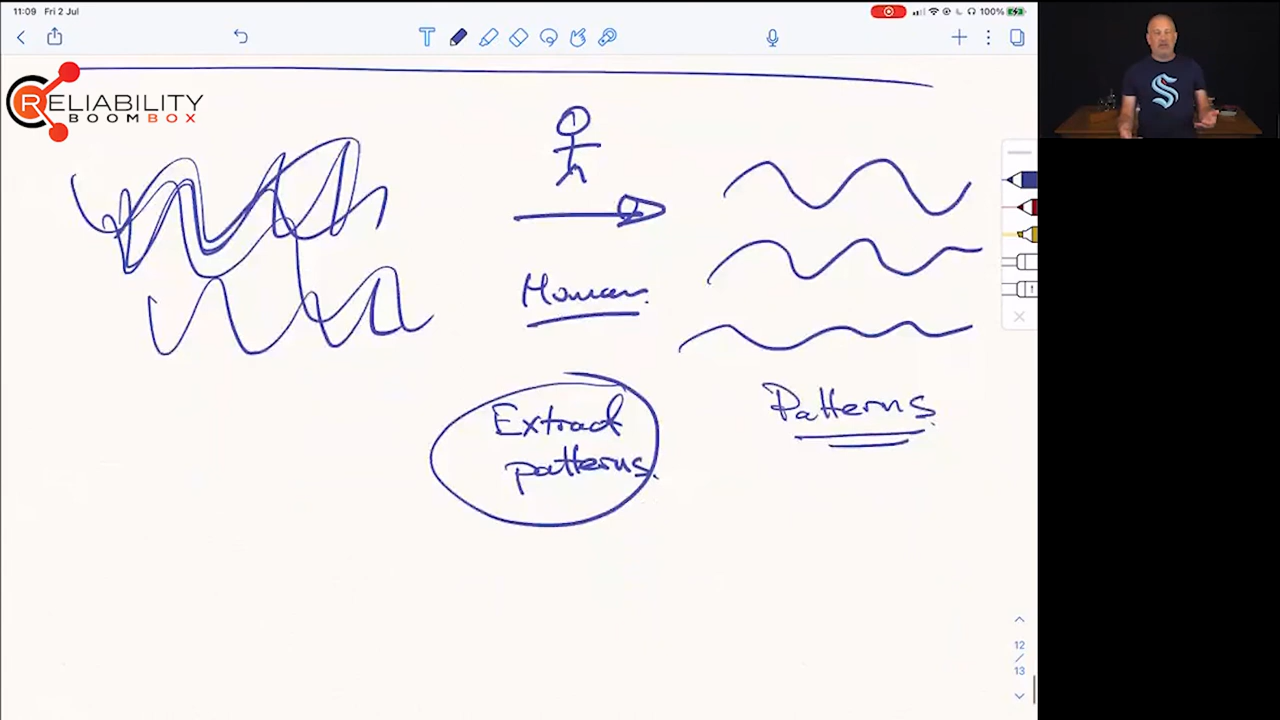 11:09 Fri 2 Jul
100%
RELIABILITY
BOOMBOX
Human.
Extract
patterns.
Patterns.
12
/
13